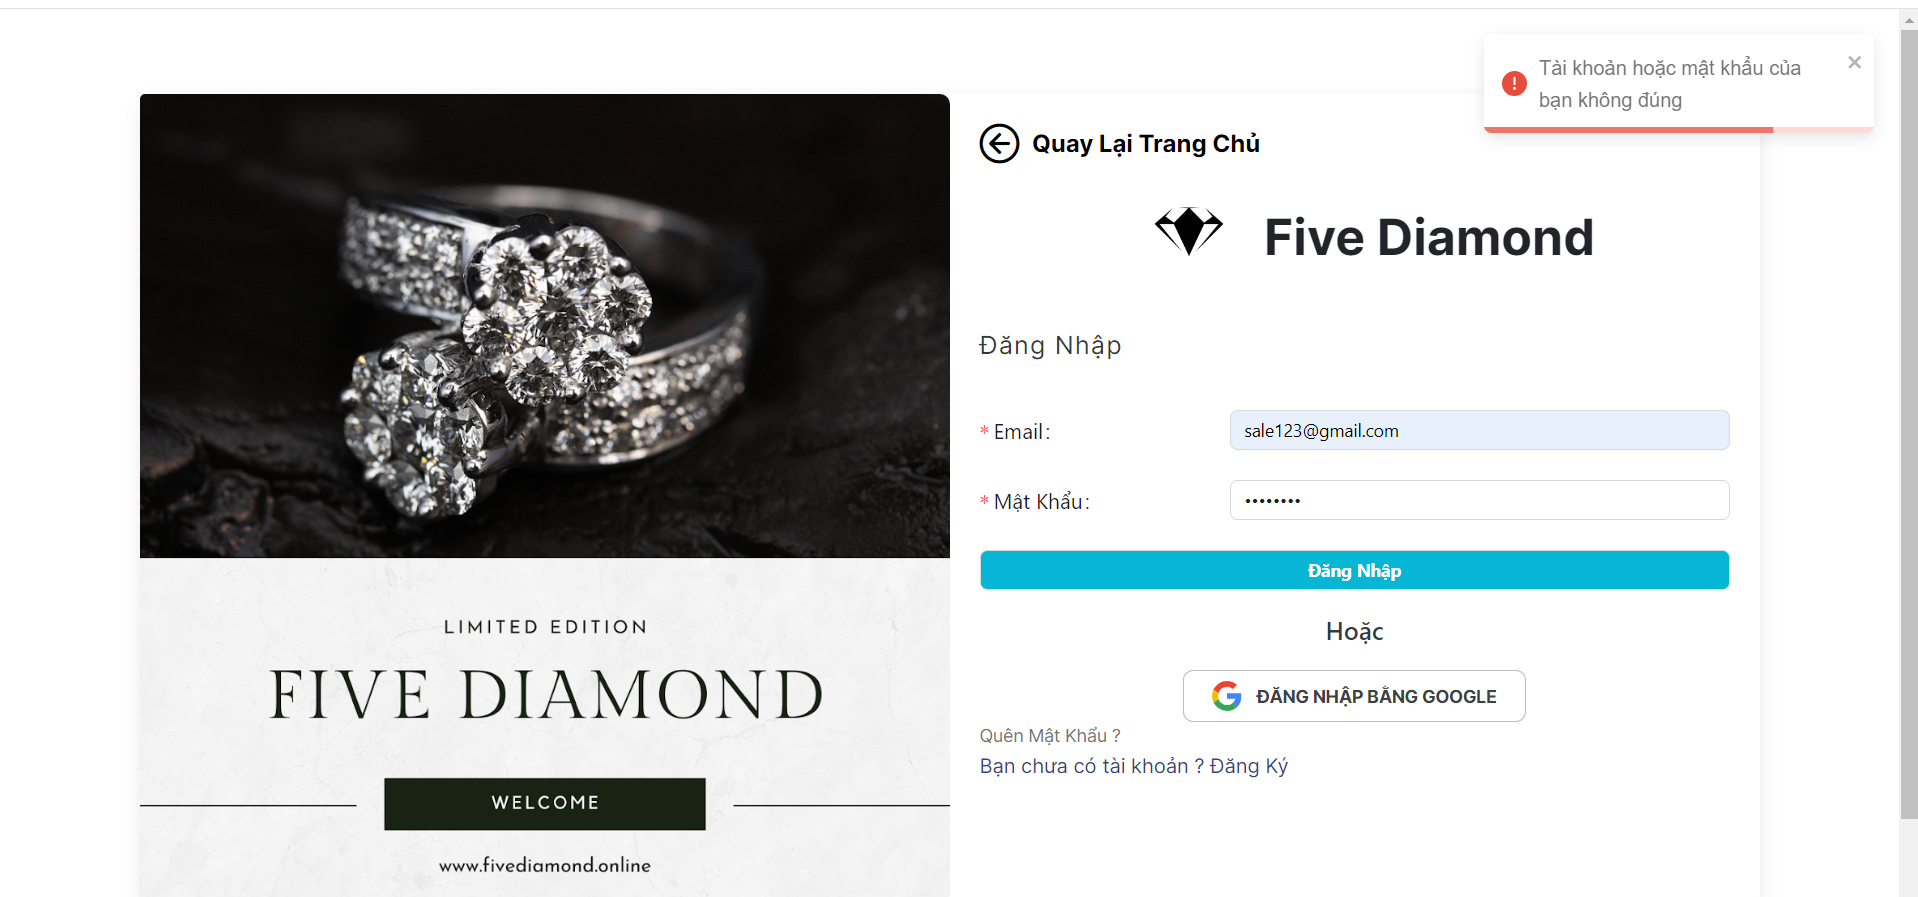 Tài khoản hoặc mật khẩu của
bạn không đúng
Quay Lại Trang Chủ
Five Diamond
Đăng Nhập
* Email:
sale123@gmail.com
* Mật Khẩu:
••••••••
Đăng Nhập
Hoặc
ĐĂNG NHẬP BẰNG GOOGLE
Quên Mật Khẩu ?
Bạn chưa có tài khoản ? Đăng Ký
LIMITED EDITION
FIVE DIAMOND
WELCOME
www.fivediamond.online